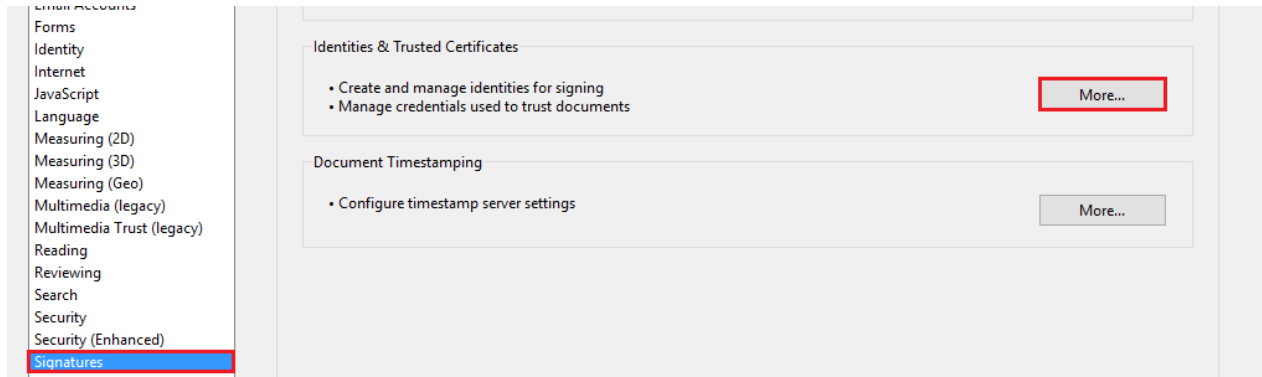 Email Accounts
Forms
Identity
Internet
JavaScript
Language
Measuring (2D)
Measuring (3D)
Measuring (Geo)
Multimedia (legacy)
Multimedia Trust (legacy)
Reading
Reviewing
Search
Security
Security (Enhanced)
Signatures
Identities & Trusted Certificates
• Create and manage identities for signing
• Manage credentials used to trust documents
More...
Document Timestamping
• Configure timestamp server settings
More...